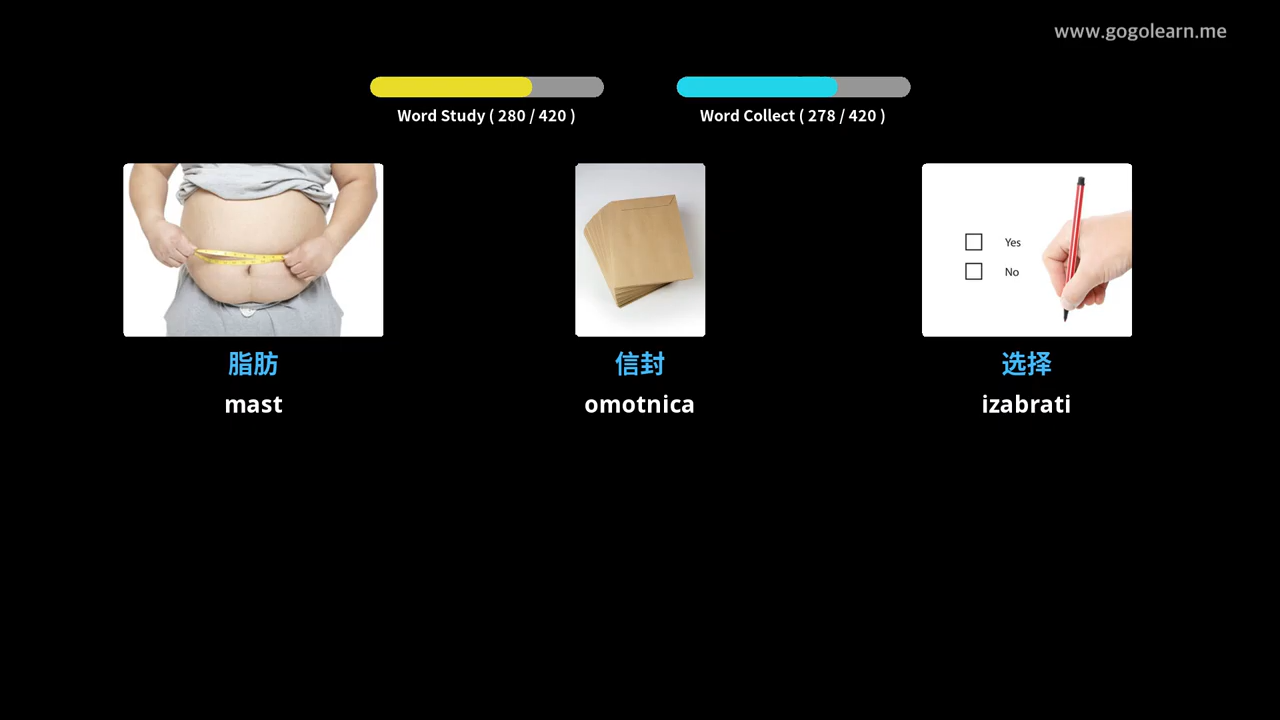 www.gogolearn.me
Word Study ( 280 / 420 )
Word Collect ( 278 / 420 )
Yes
No
脂肪
信封
选择
mast
omotnica
izabrati